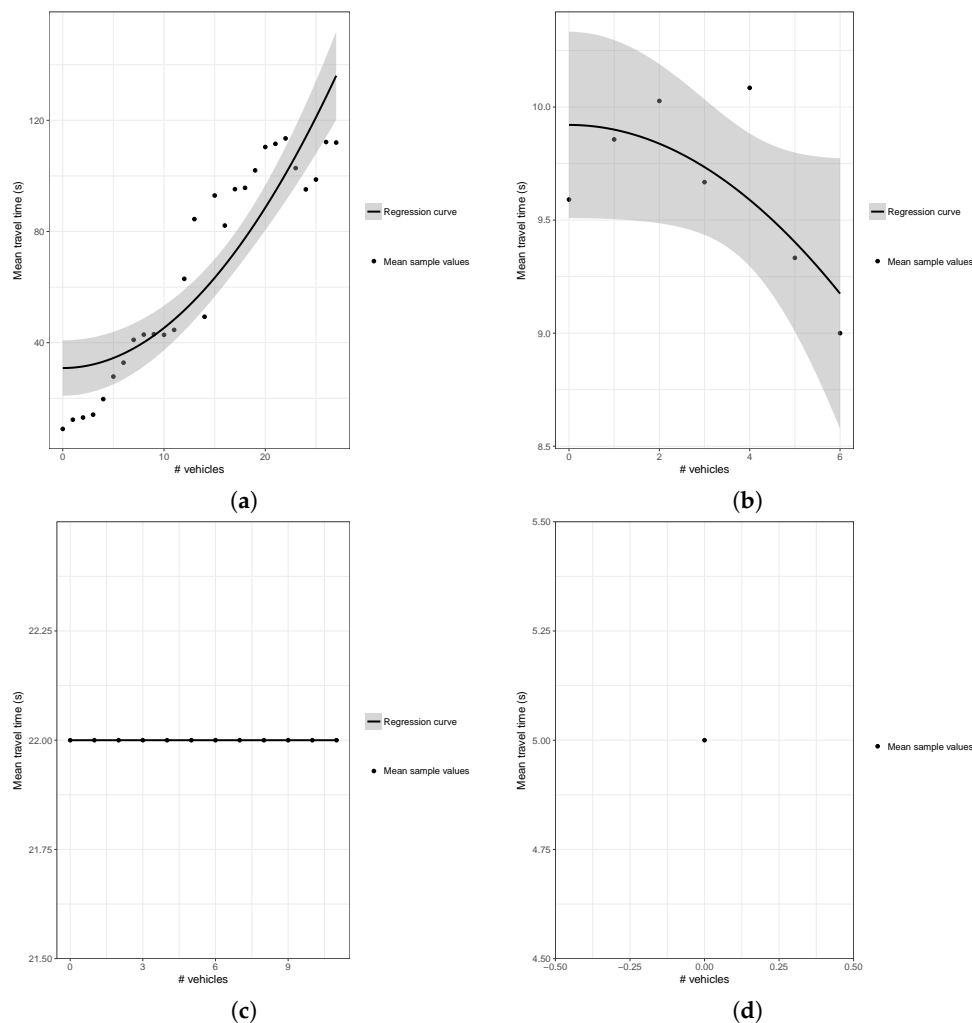 120
80
40
Mean travel time (s)
0
10
20
# vehicles
Regression curve
Mean sample values
(a)
10.0
9.5
9.0
8.5
Mean travel time (s)
0
2
4
6
# vehicles
Regression curve
Mean sample values
(b)
22.25
22.00
21.75
21.50
Mean travel time (s)
0
3
6
9
# vehicles
Regression curve
Mean sample values
(c)
5.50
5.25
5.00
4.75
4.50
Mean travel time (s)
−0.50
−0.25
0.00
0.25
0.50
# vehicles
Mean sample values
(d)